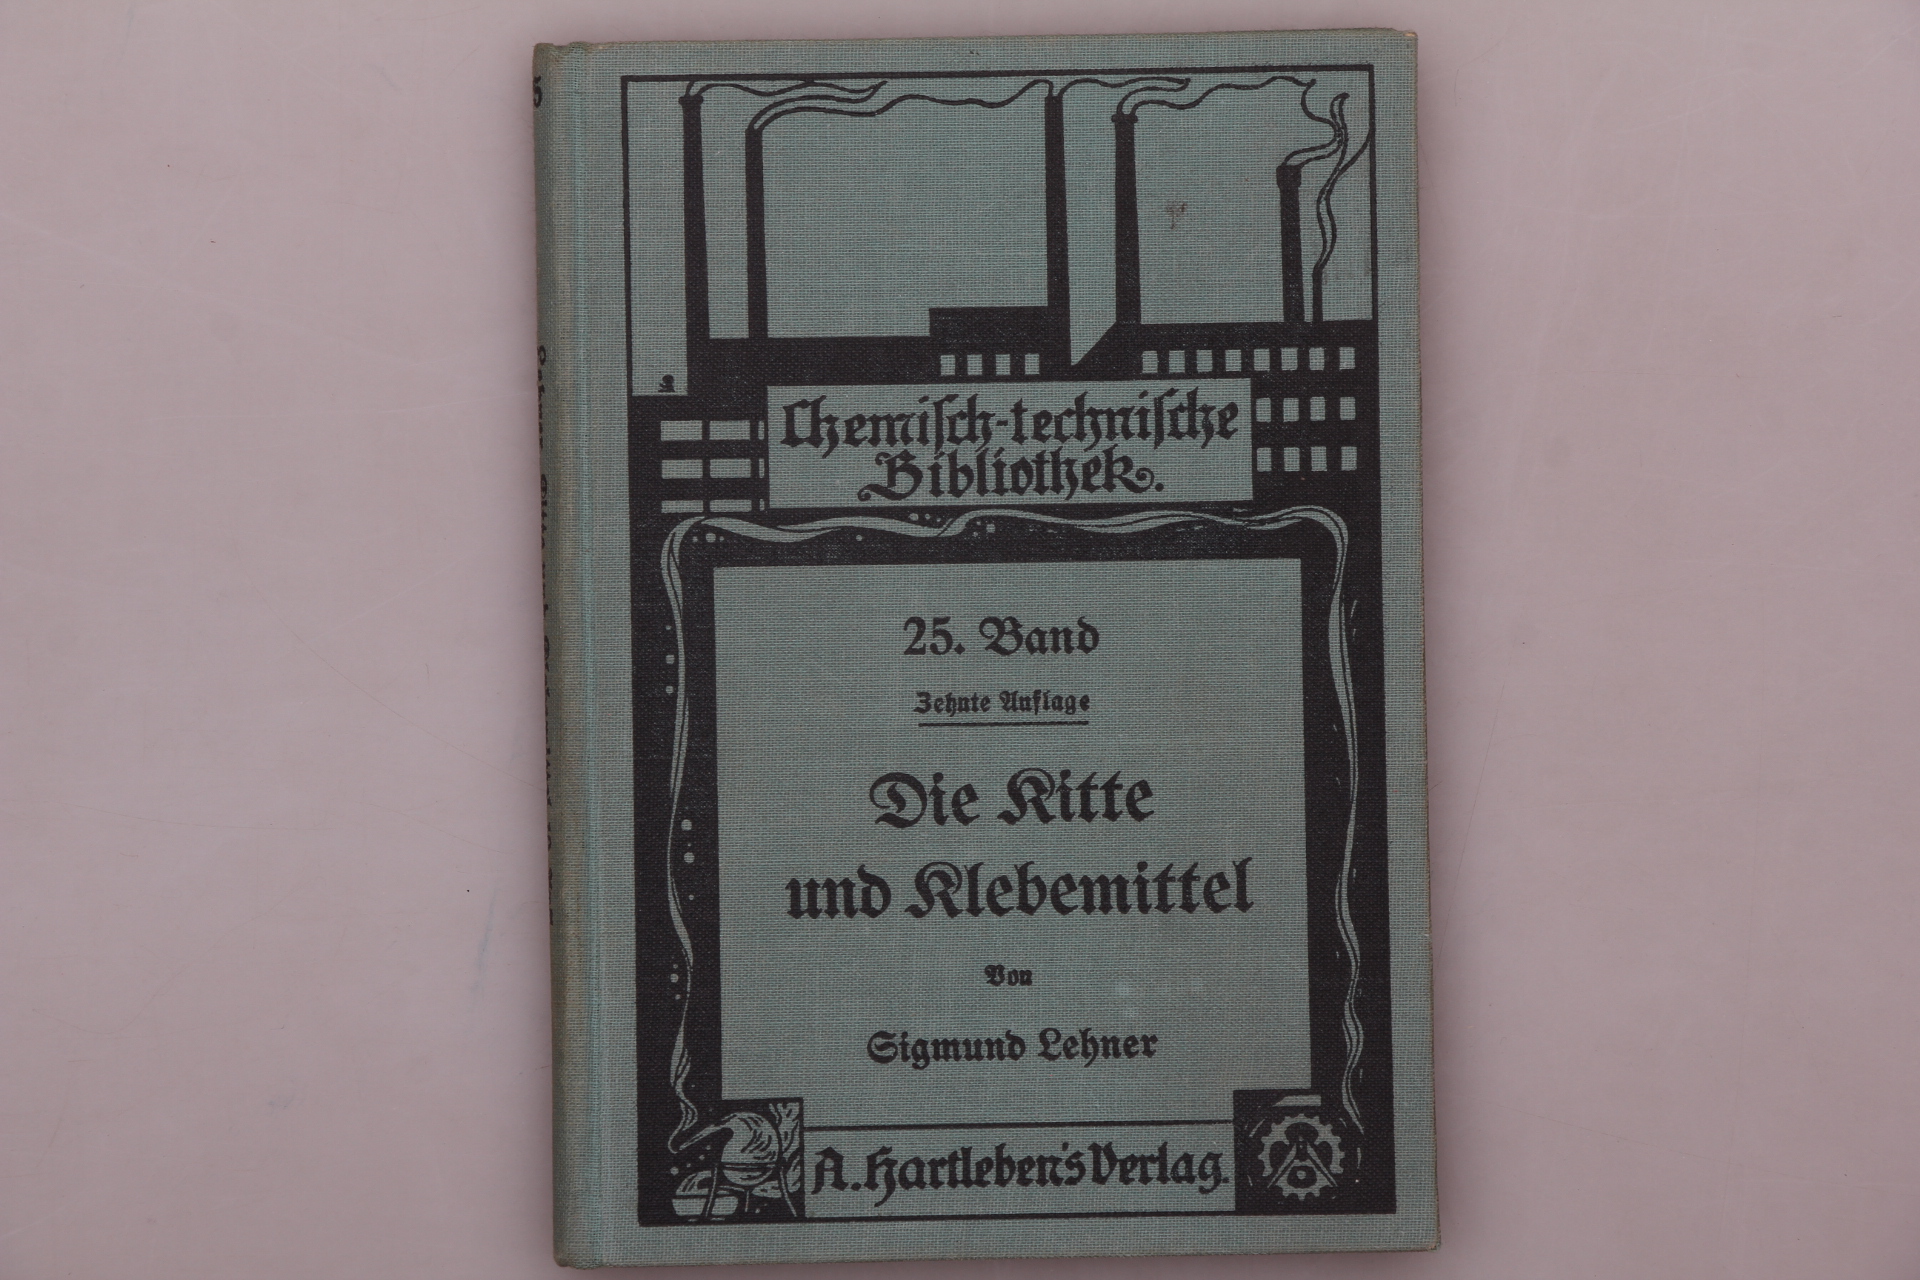 Chemiſch-techniſche
Bibliothek.
25. Band
Zehnte Auflage
Die Kitte
und Klebemittel
Von
Sigmund Lehner
A. Hartleben's Verlag.